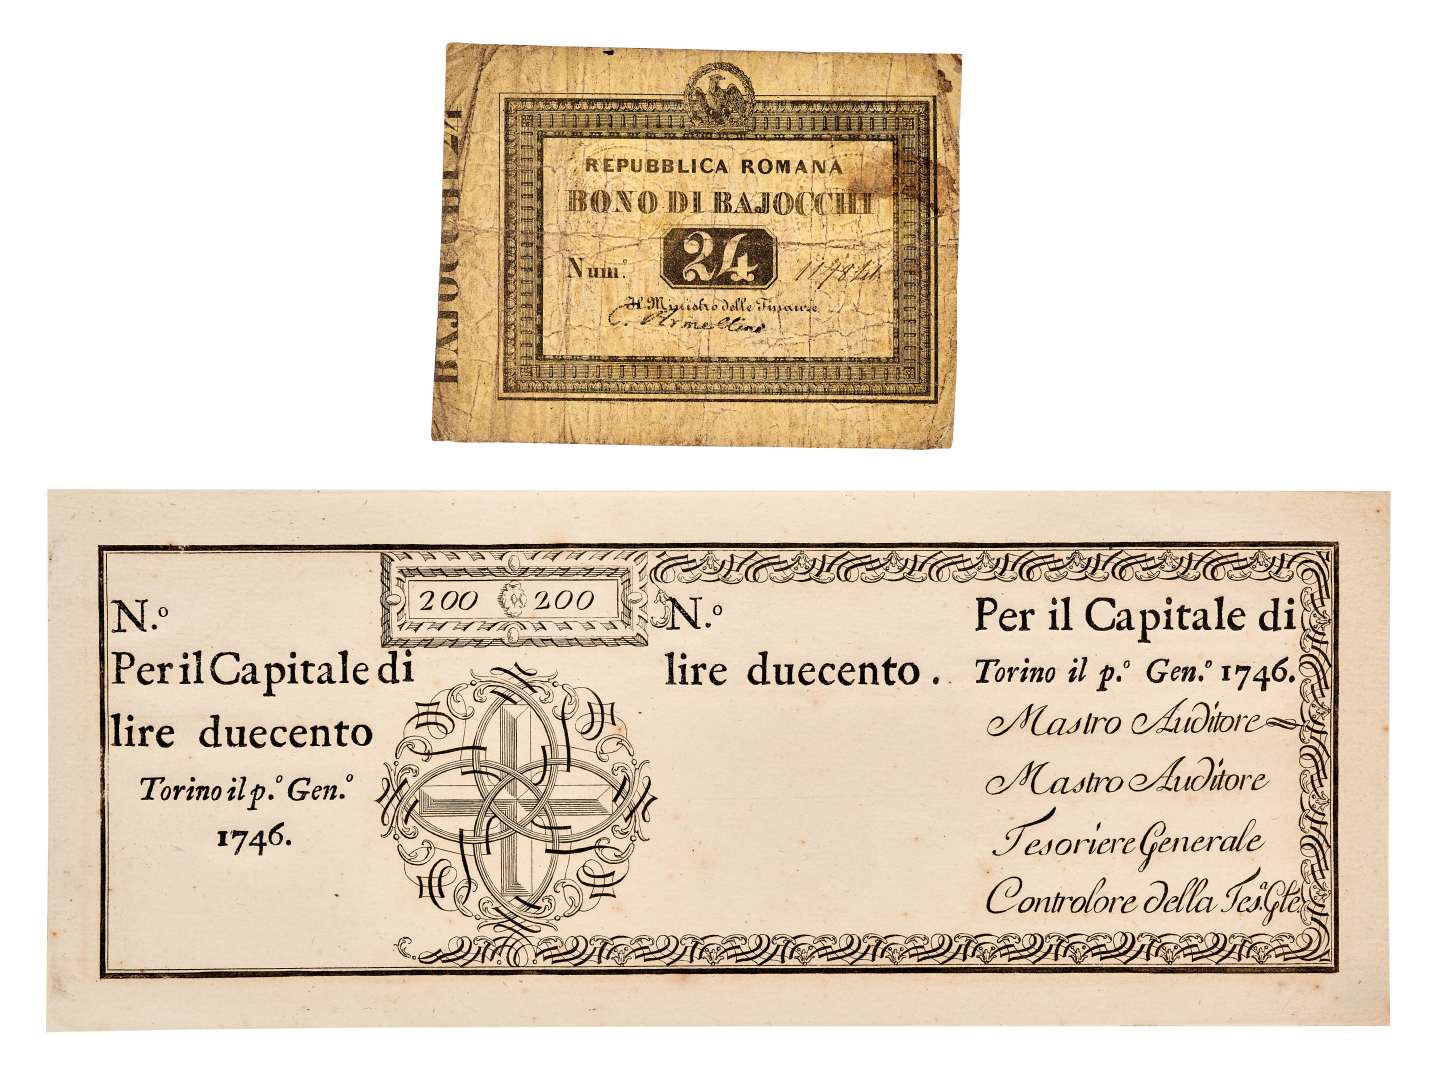 BAJOCCHI 24
REPUBBLICA ROMANA
BONO DI BAJOCCHI
24
Num.º
Il Ministro delle Finanze
C. Armellini
200 200
N.º
Per il Capitale di
lire duecento
Torino il p.º Gen.º
1746.
N.º Per il Capitale di
lire duecento. Torino il p.º Gen.º 1746.
Mastro Auditore
Mastro Auditore
Tesoriere Generale
Controlore della Tes.ª Gle